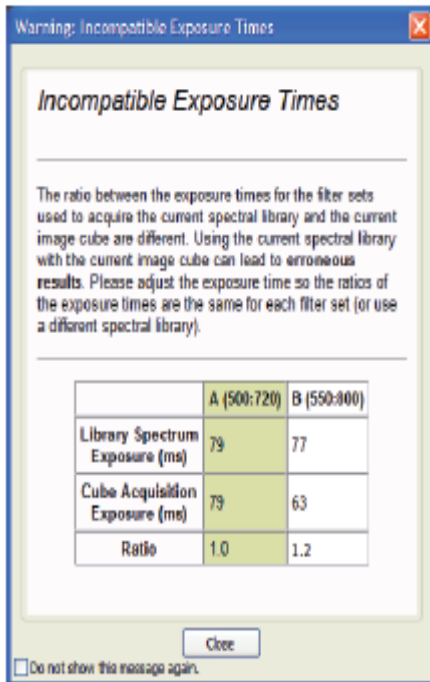 Warning: Incompatible Exposure Times
Incompatible Exposure Times
The ratio between the exposure times for the filter sets
used to acquire the current spectral library and the current
image cube are different. Using the current spectral library
with the current image cube can lead to erroneous
results. Please adjust the exposure time so the ratios of
the exposure times are the same for each filter set (or use
a different spectral library).
A (500:720) B (550:800)
Library Spectrum
Exposure (ms) 79 77
Cube Acquisition
Exposure (ms) 79 63
Ratio 1.0 1.2
Close
Do not show this message again.